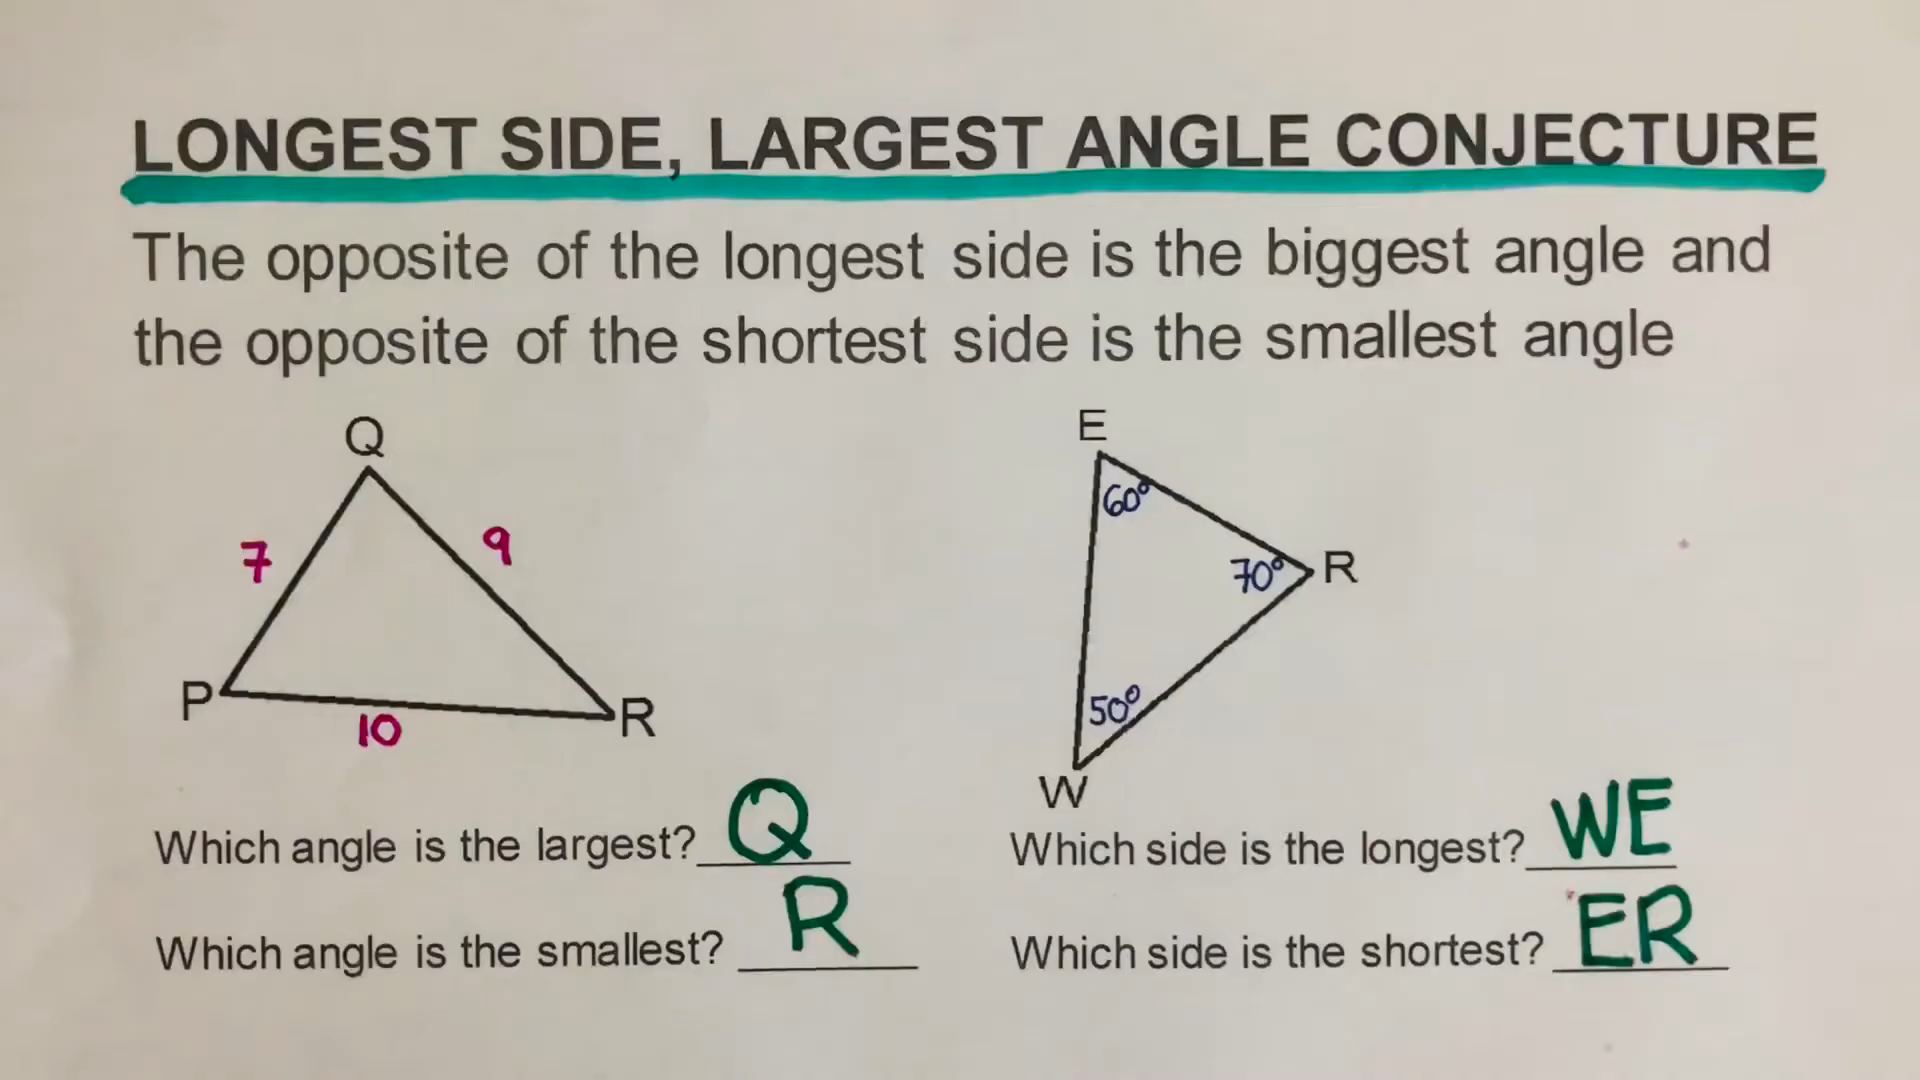 LONGEST SIDE, LARGEST ANGLE CONJECTURE
The opposite of the longest side is the biggest angle and
the opposite of the shortest side is the smallest angle
Q
7
9
P
10
R
E
60°
70°
R
50°
W
Which angle is the largest? Q
Which angle is the smallest? R
Which side is the longest? WE
Which side is the shortest? ER